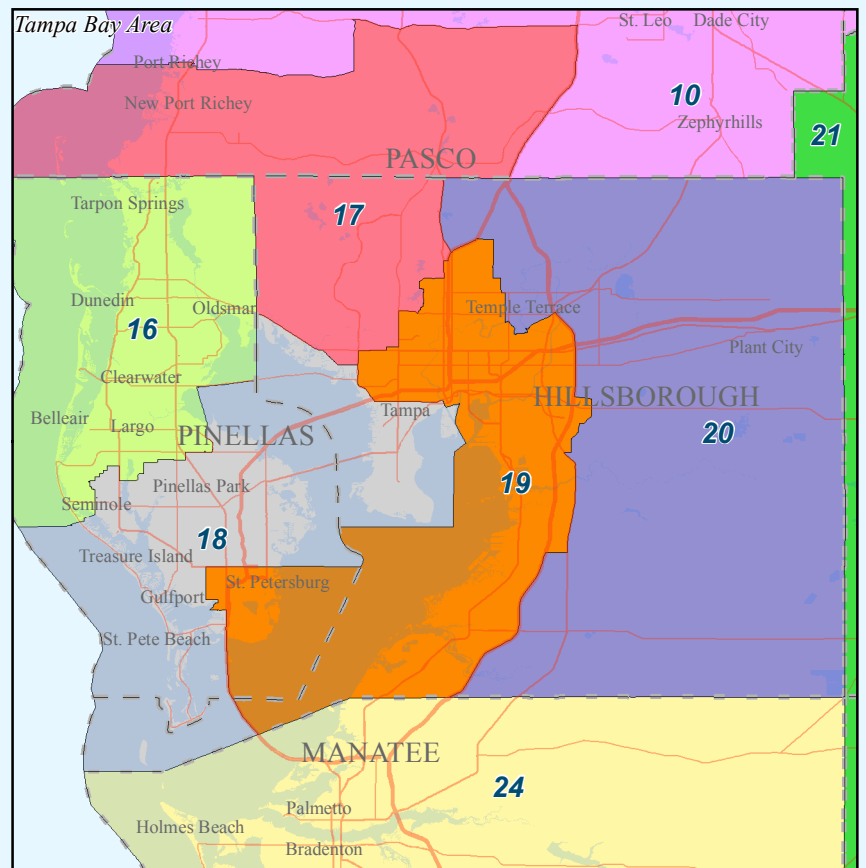 Tampa Bay Area
St. Leo
Dade City
Port Richey
10
New Port Richey
Zephyrhills
21
PASCO
Tarpon Springs
17
Dunedin
Oldsmar
Temple Terrace
16
Plant City
Clearwater
HILLSBOROUGH
Belleair
Tampa
Largo
PINELLAS
20
Pinellas Park
19
Seminole
18
Treasure Island
St. Petersburg
Gulfport
St. Pete Beach
MANATEE
24
Palmetto
Holmes Beach
Bradenton